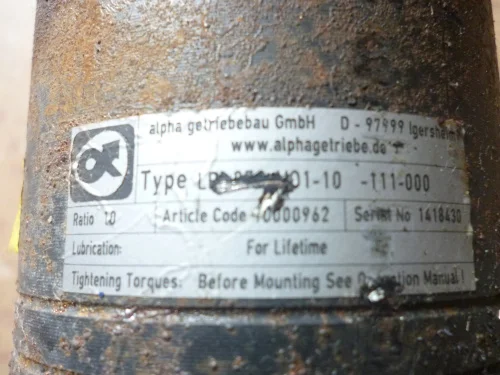 alpha getriebebau GmbH D - 97999 Igersheim
www.alphagetriebe.de
Type -111-000
Ratio 10 Article Code Serial No 1418430
Lubrication: For Lifetime
Tightening Torques: Before Mounting See Operation Manual !